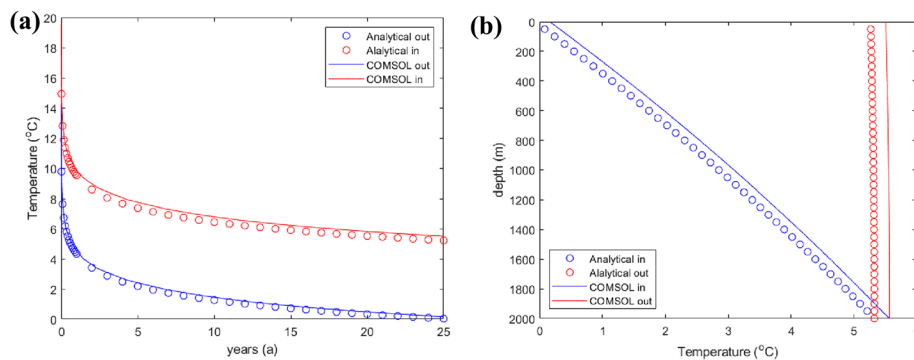 (a)
20
18
16
14
12
10
8
6
4
2
0
Temperature (°C)
0 5 10 15 20 25
years (a)
Analytical out
Alalytical in
COMSOL out
COMSOL in
(b)
0
200
400
600
800
1000
1200
1400
1600
1800
2000
depth (m)
0 1 2 3 4 5
Temperature (°C)
Analytical in
Alalytical out
COMSOL in
COMSOL out